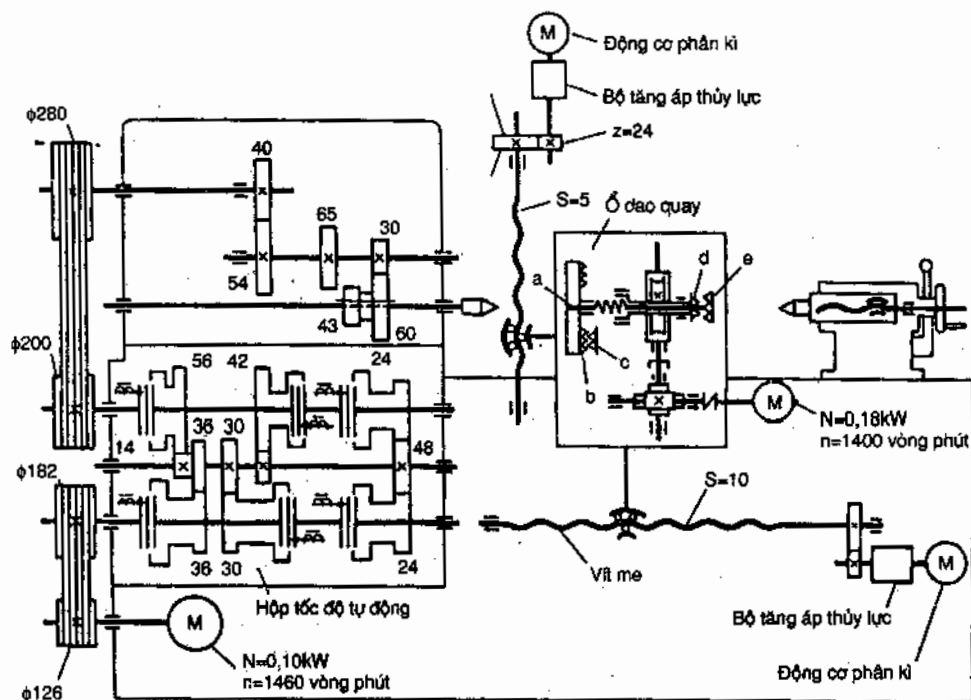 M
Động cơ phân kì
Bộ tăng áp thủy lực
z=24
ϕ280
40
S=5
Ổ dao quay
65
30
d
e
a
54
43
60
c
b
ϕ200
56
42
24
M
N=0,18kW
n=1400 vòng phút
14
36
30
48
ϕ182
S=10
36
30
24
Vít me
M
Hộp tốc độ tự động
Bộ tăng áp thủy lực
M
N=0,10kW
n=1460 vòng phút
Động cơ phân kì
ϕ126